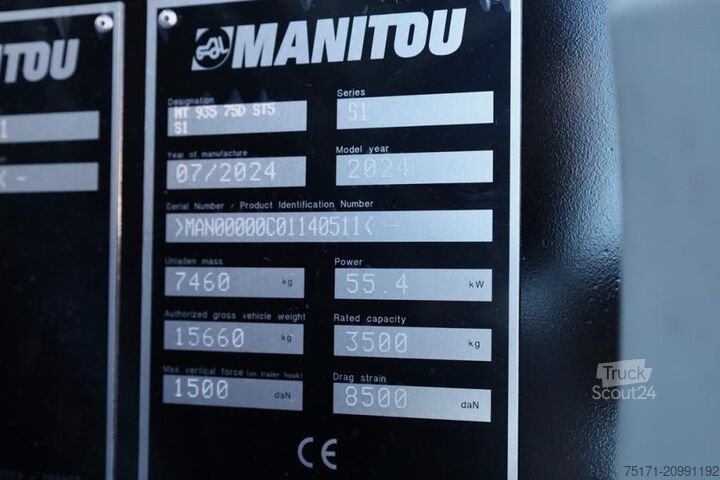 ITOU
MANITOU
Designation
MT 935 75D ST5
S1
Series
S1
Year of manufacture
07/2024
Model year
2024
Serial Number / Product Identification Number
>MAN00000C01140511< -
Unladen mass
7460 kg
Power
55.4 kW
Authorized gross vehicle weight
15660 kg
Rated capacity
3500 kg
Max vertical force (on trailer hook)
1500 daN
Drag strain
8500 daN
CE
Truck
Scout24
75171-20991192